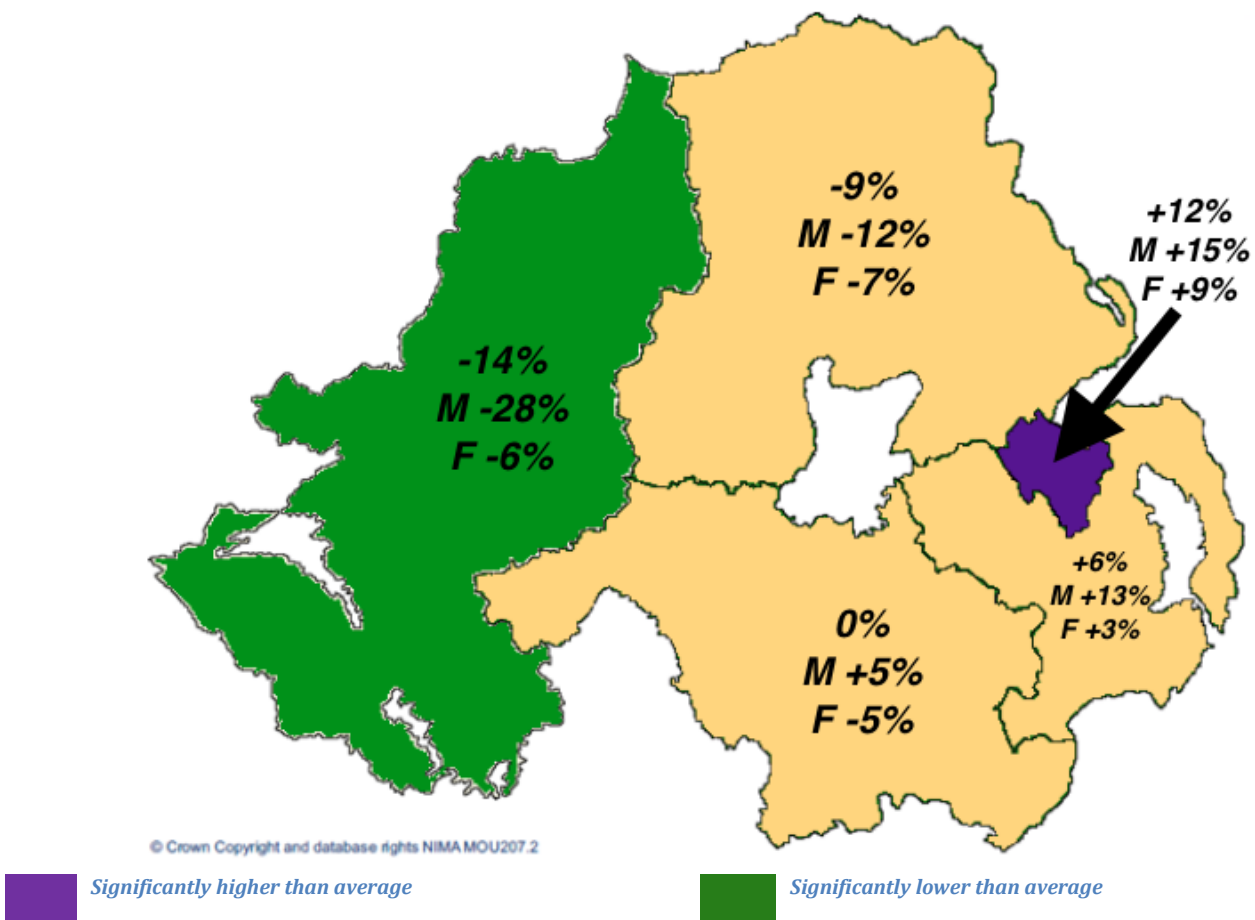 -9%
M -12%
F -7%
+12%
M +15%
F +9%
-14%
M -28%
F -6%
+6%
M +13%
F +3%
0%
M +5%
F -5%
© Crown Copyright and database rights NIMA MOU207.2
Significantly higher than average
Significantly lower than average